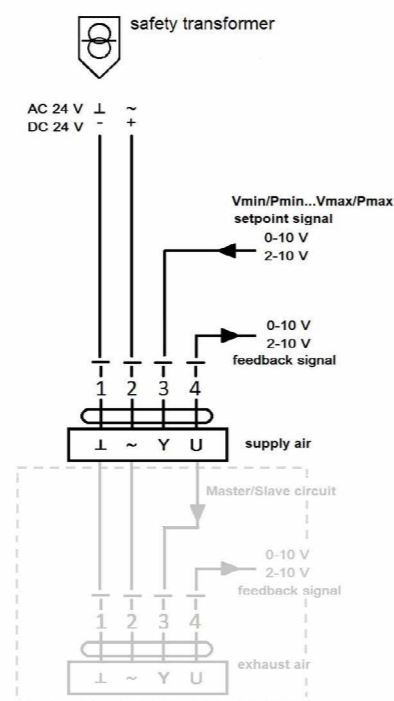 safety transformer
AC 24 V ⊥ ~
DC 24 V - +
Vmin/Pmin...Vmax/Pmax
setpoint signal
0-10 V
2-10 V
0-10 V
2-10 V
feedback signal
1 2 3 4
⊥ ~ Y U
supply air
Master/Slave circuit
0-10 V
2-10 V
feedback signal
1 2 3 4
exhaust air
⊥ ~ Y U